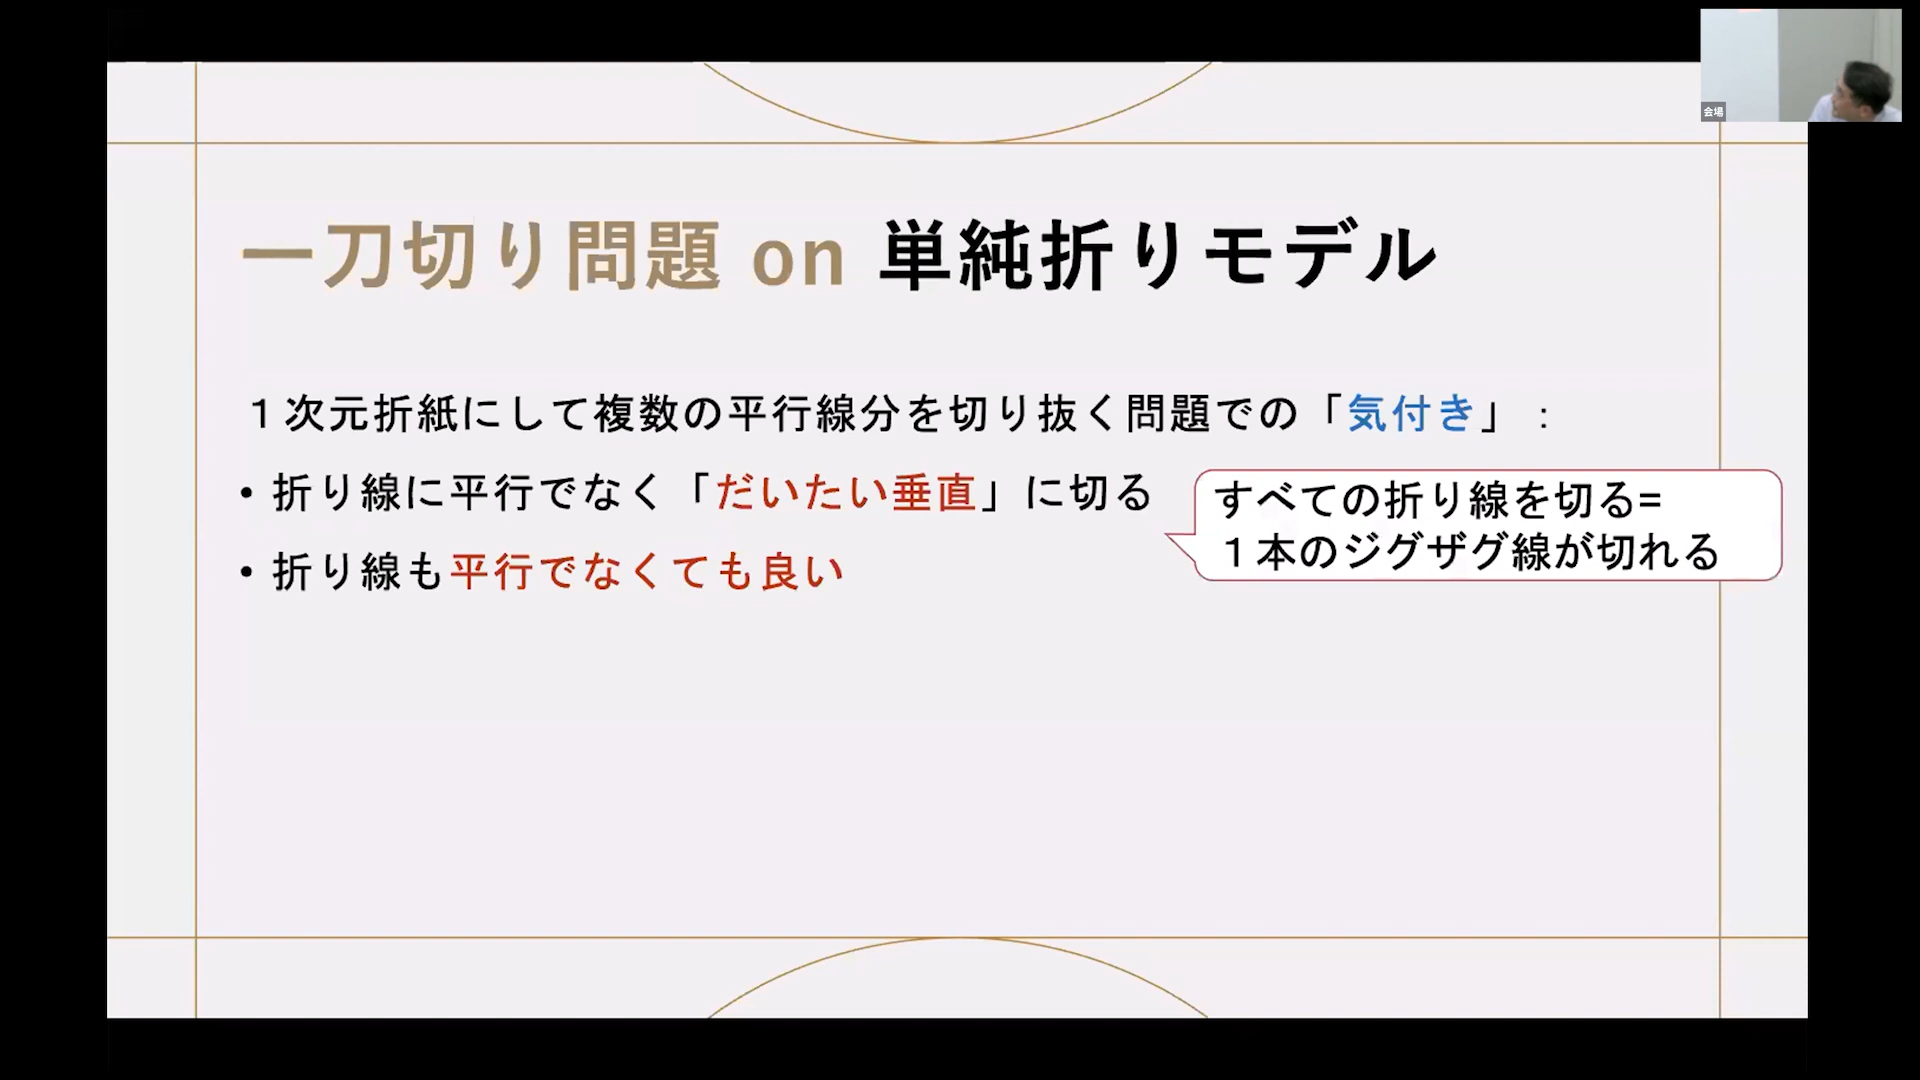 会場
一刀切り問題 on 単純折りモデル
１次元折紙にして複数の平行線分を切り抜く問題での「気付き」：
• 折り線に平行でなく「だいたい垂直」に切る
すべての折り線を切る=
１本のジグザグ線が切れる
• 折り線も平行でなくても良い